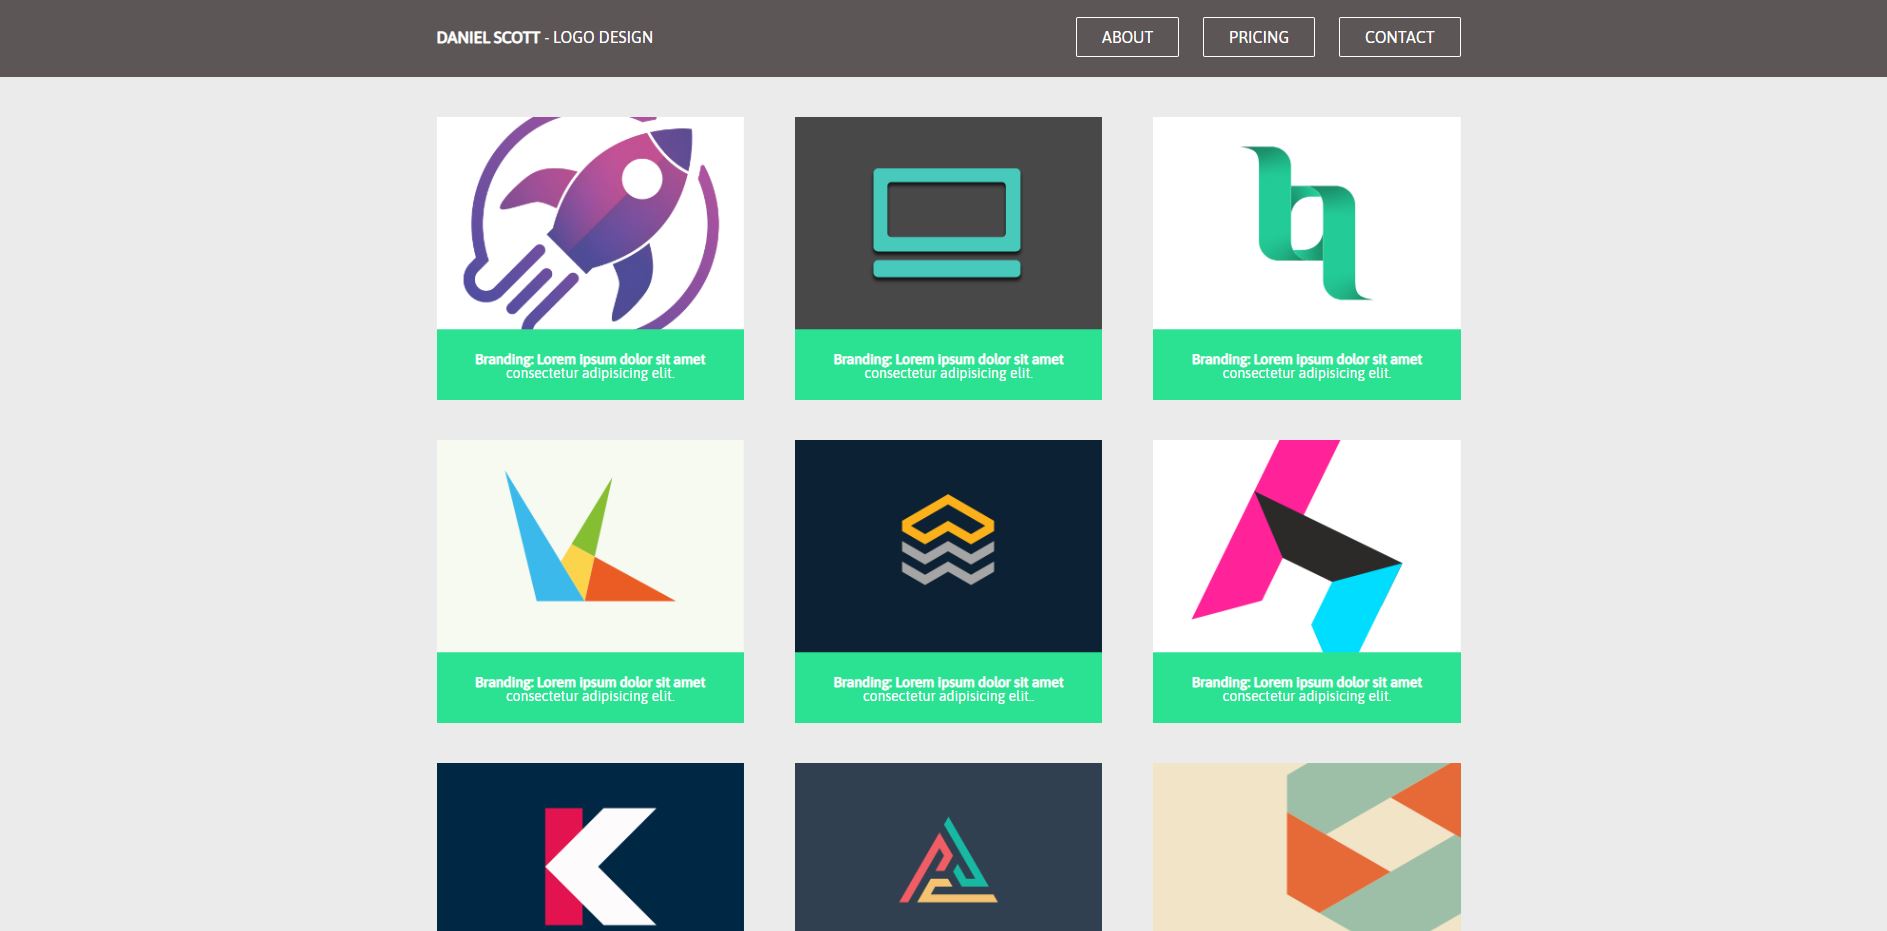 DANIEL SCOTT - LOGO DESIGN
ABOUT
PRICING
CONTACT
Branding: Lorem ipsum dolor sit amet
consectetur adipisicing elit.
Branding: Lorem ipsum dolor sit amet
consectetur adipisicing elit.
Branding: Lorem ipsum dolor sit amet
consectetur adipisicing elit.
Branding: Lorem ipsum dolor sit amet
consectetur adipisicing elit.
Branding: Lorem ipsum dolor sit amet
consectetur adipisicing elit..
Branding: Lorem ipsum dolor sit amet
consectetur adipisicing elit.